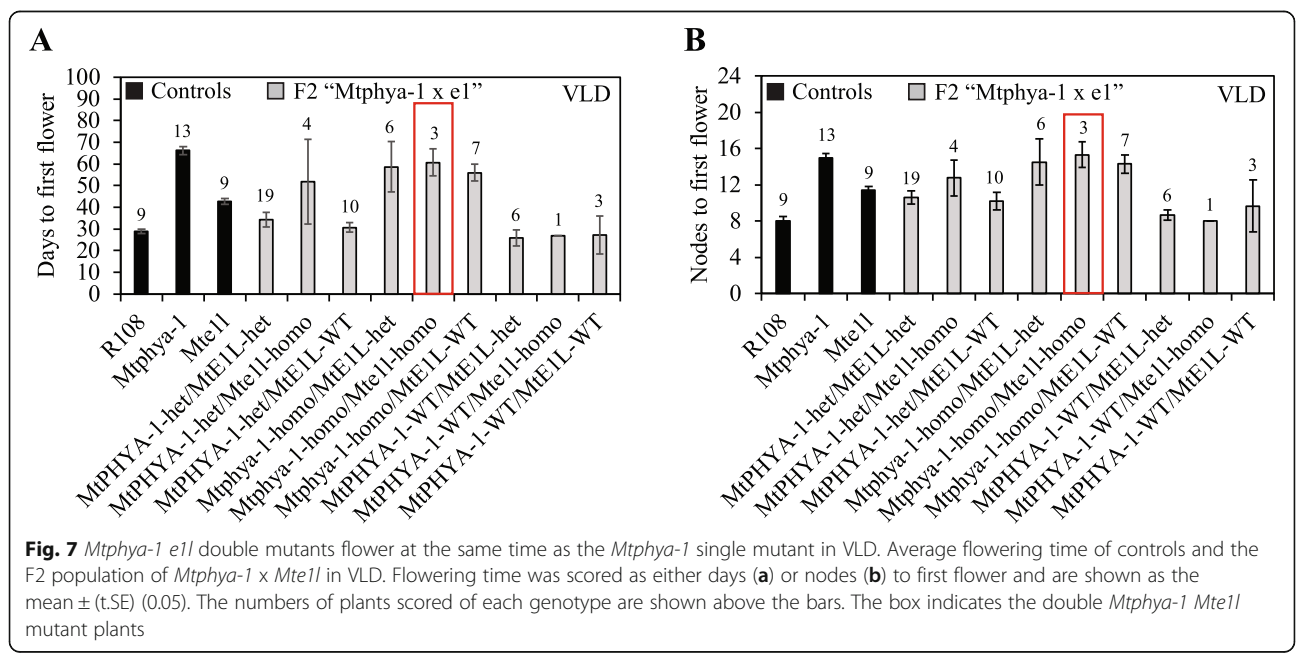 A
Days to first flower
100
90
80
70
60
50
40
30
20
10
0
Controls
F2 “Mtphya-1 x e1”
VLD
9
13
9
19
4
10
6
3
7
6
1
3
R108
Mtphya-1
Mte1l
MtPHYA-1-het/MtE1L-het
MtPHYA-1-het/Mte1l-homo
MtPHYA-1-het/MtE1L-WT
Mtphya-1-homo/MtE1L-het
Mtphya-1-homo/Mte1l-homo
Mtphya-1-homo/MtE1L-WT
MtPHYA-1-WT/MtE1L-het
MtPHYA-1-WT/Mte1l-homo
MtPHYA-1-WT/MtE1L-WT
B
Nodes to first flower
24
20
16
12
8
4
0
Controls
F2 “Mtphya-1 x e1”
VLD
9
13
9
19
4
10
6
3
7
6
1
3
R108
Mtphya-1
Mte1l
MtPHYA-1-het/MtE1L-het
MtPHYA-1-het/Mte1l-homo
MtPHYA-1-het/MtE1L-WT
Mtphya-1-homo/MtE1L-het
Mtphya-1-homo/Mte1l-homo
Mtphya-1-homo/MtE1L-WT
MtPHYA-1-WT/MtE1L-het
MtPHYA-1-WT/Mte1l-homo
MtPHYA-1-WT/MtE1L-WT
Fig. 7 Mtphya-1 e1l double mutants flower at the same time as the Mtphya-1 single mutant in VLD. Average flowering time of controls and the
F2 population of Mtphya-1 x Mte1l in VLD. Flowering time was scored as either days (a) or nodes (b) to first flower and are shown as the
mean ± (t.SE) (0.05). The numbers of plants scored of each genotype are shown above the bars. The box indicates the double Mtphya-1 Mte1l
mutant plants